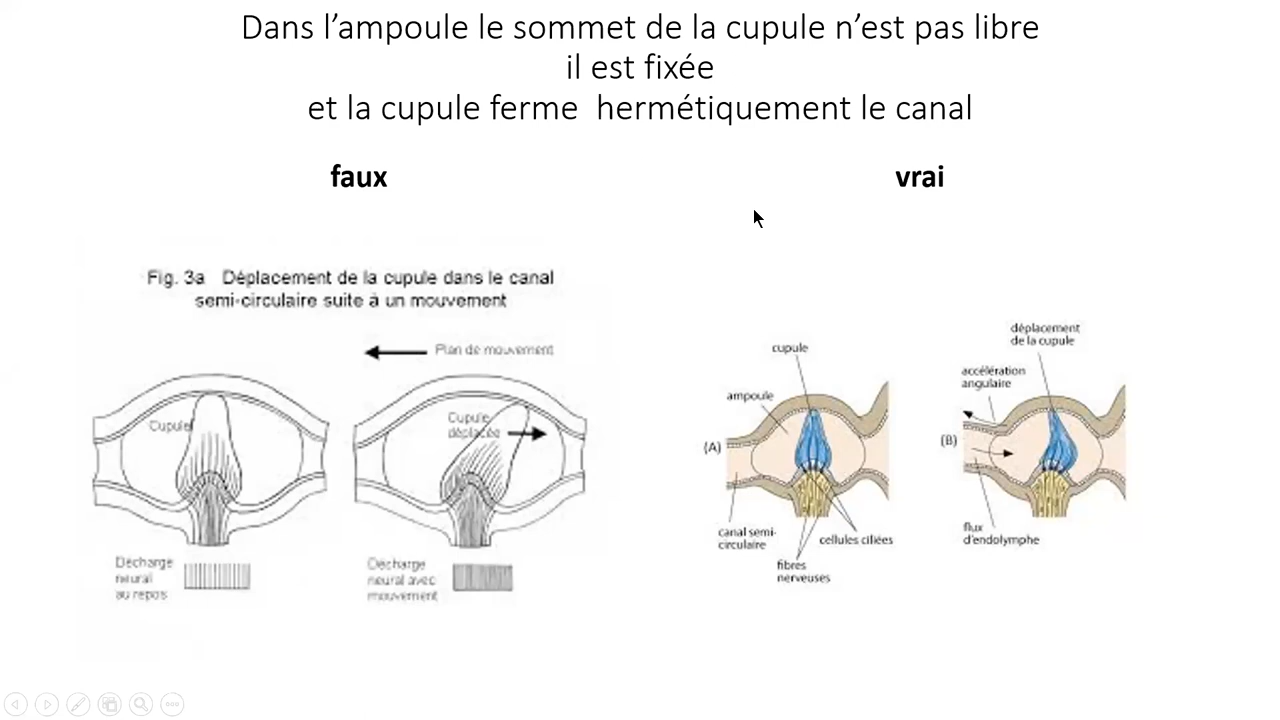 Dans l’ampoule le sommet de la cupule n’est pas libre
il est fixée
et la cupule ferme  hermétiquement le canal
faux
vrai
Fig. 3a Déplacement de la cupule dans le canal
semi-circulaire suite à un mouvement
Plan de mouvement
Cupule
Cupule
déplacée
Décharge
neural
au repos
Décharge
neural avec
mouvement
déplacement
de la cupule
cupule
accélération
angulaire
ampoule
(A)
(B)
canal semi-
circulaire
cellules ciliées
fibres
nerveuses
flux
d'endolymphe